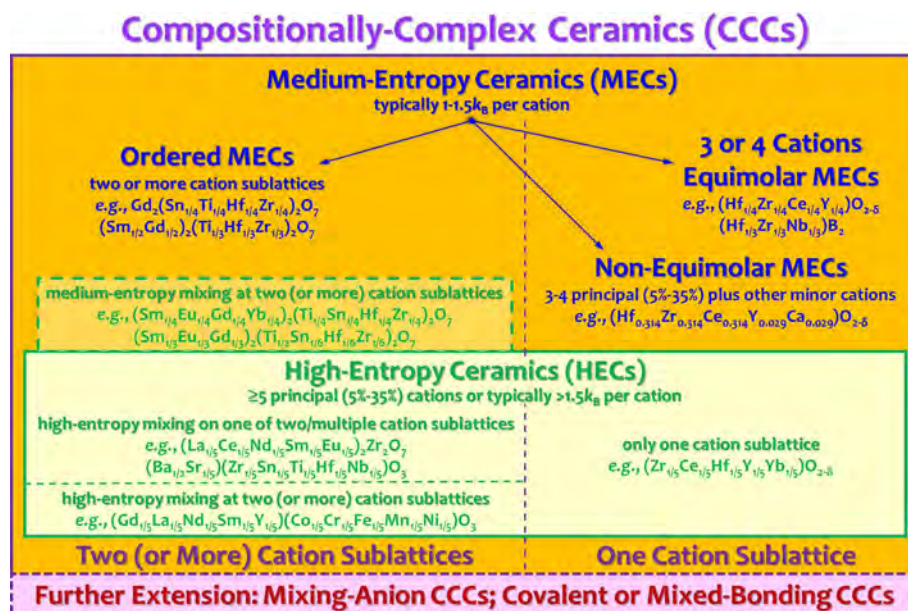 Compositionally-Complex Ceramics (CCCs)
Medium-Entropy Ceramics (MECs)
typically 1-1.5k_B per cation
Ordered MECs
two or more cation sublattices
e.g., Gd₂(Sn₁/₄Ti₁/₄Hf₁/₄Zr₁/₄)₂O₇
(Sm₁/₂Gd₁/₂)₂(Ti₁/₃Hf₁/₃Zr₁/₃)₂O₇
3 or 4 Cations
Equimolar MECs
e.g., (Hf₁/₄Zr₁/₄Ce₁/₄Y₁/₄)O₂₋δ
(Hf₁/₃Zr₁/₃Nb₁/₃)B₂
Non-Equimolar MECs
3-4 principal (5%-35%) plus other minor cations
e.g., (Hf₀.₃₁₄Zr₀.₃₁₄Ce₀.₃₁₄Y₀.₀₂₉Ca₀.₀₂₉)O₂₋δ
medium-entropy mixing at two (or more) cation sublattices
e.g., (Sm₁/₄Eu₁/₄Gd₁/₄Yb₁/₄)₂(Ti₁/₄Sn₁/₄Hf₁/₄Zr₁/₄)₂O₇
(Sm₁/₃Eu₁/₃Gd₁/₃)₂(Ti₁/₂Sn₁/₆Hf₁/₆Zr₁/₆)₂O₇
High-Entropy Ceramics (HECs)
≥5 principal (5%-35%) cations or typically >1.5k_B per cation
high-entropy mixing on one of two/multiple cation sublattices
e.g., (La₁/₅Ce₁/₅Nd₁/₅Sm₁/₅Eu₁/₅)₂Zr₂O₇
(Ba₁/₂Sr₁/₅)(Zr₁/₅Sn₁/₅Ti₁/₅Hf₁/₅Nb₁/₅)O₃
high-entropy mixing at two (or more) cation sublattices
e.g., (Gd₁/₅La₁/₅Nd₁/₅Sm₁/₅Y₁/₅)(Co₁/₅Cr₁/₅Fe₁/₅Mn₁/₅Ni₁/₅)O₃
only one cation sublattice
e.g., (Zr₁/₅Ce₁/₅Hf₁/₅Y₁/₅Yb₁/₅)O₂₋δ
Two (or More) Cation Sublattices
One Cation Sublattice
Further Extension: Mixing-Anion CCCs; Covalent or Mixed-Bonding CCCs